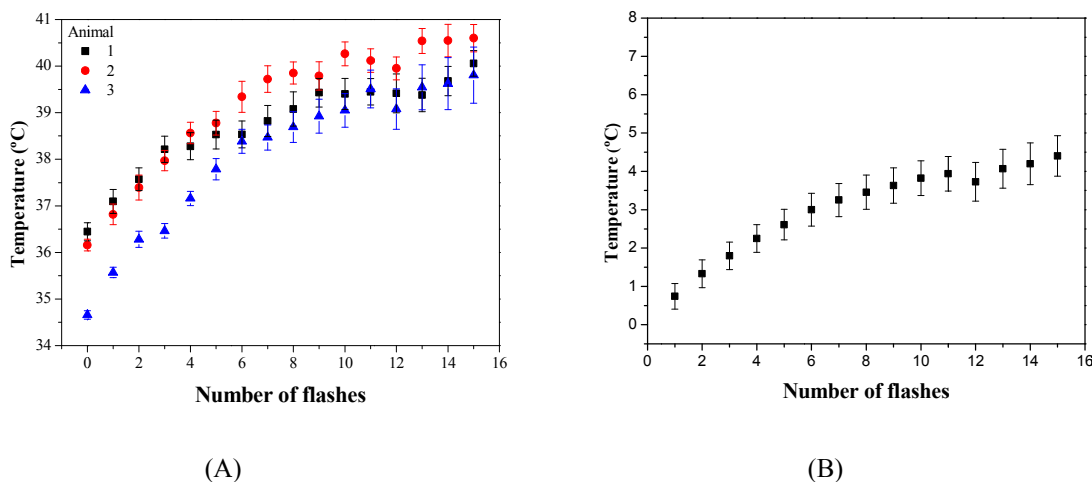 41
40
39
38
37
36
35
34
Temperature (ºC)
Animal
1
2
3
0 2 4 6 8 10 12 14 16
Number of flashes
(A)
8
7
6
5
4
3
2
1
0
Temperature (ºC)
0 2 4 6 8 10 12 14 16
Number of flashes
(B)